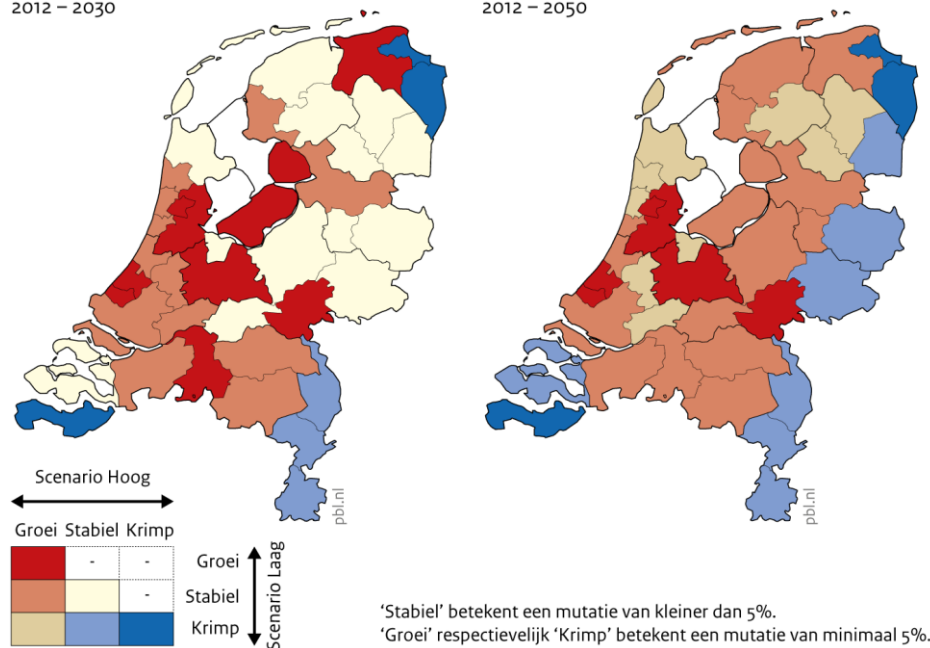 2012 – 2030
2012 – 2050
pbl.nl
pbl.nl
Scenario Hoog
Groei Stabiel Krimp
- - Groei
- Stabiel
Krimp
Scenario Laag
‘Stabiel’ betekent een mutatie van kleiner dan 5%.
‘Groei’ respectievelijk ‘Krimp’ betekent een mutatie van minimaal 5%.